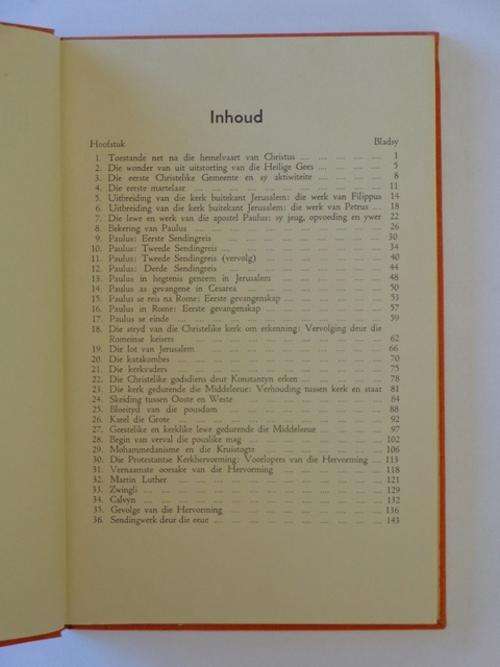 Inhoud
Hoofstuk Bladsy
1. Toestande net na die hemelvaart van Christus ... 1
2. Die wonder van uit uitstorting van die Heilige Gees ... 5
3. Die eerste Christelike Gemeente en sy aktiwiteite ... 8
4. Die eerste martelaar ... 11
5. Uitbreiding van die kerk buitekant Jerusalem: die werk van Filippus 14
6. Uitbreiding van die kerk buitekant Jerusalem: die werk van Petrus ... 18
7. Die lewe en werk van die apostel Paulus: sy jeug, opvoeding en ywer 22
8. Bekering van Paulus ... 26
9. Paulus: Eerste Sendingreis ... 30
10. Paulus: Tweede Sendingreis ... 34
11. Paulus: Tweede Sendingreis (vervolg) ... 40
12. Paulus: Derde Sendingreis ... 44
13. Paulus in hegtenis geneem in Jerusalem ... 48
14. Paulus as gevangene in Cesarea ... 50
15. Paulus se reis na Rome: Eerste gevangenskap ... 53
16. Paulus in Rome: Eerste gevangenskap ... 57
17. Paulus se einde ... 59
18. Die stryd van die Christelike kerk om erkenning: Vervolging deur die
Romeinse keisers ... 62
19. Die lot van Jerusalem ... 66
20. Die katakombes ... 70
21. Die kerkvaders ... 75
22. Die Christelike godsdiens deur Konstantyn erken ... 78
23. Die kerk gedurende die Middeleeue: Verhouding tussen kerk en staat 81
24. Skeiding tussen Ooste en Weste ... 84
25. Bloeityd van die pousdom ... 88
26. Karel die Grote ... 92
27. Geestelike en kerklike lewe gedurende die Middeleeue ... 97
28. Begin van verval die pouslike mag ... 102
29. Mohammedanisme en die Kruistogte ... 106
30. Die Protestantse Kerkhervorming: Voorlopers van die Hervorming ... 113
31. Vernaamste oorsake van die Hervorming ... 118
32. Martin Luther ... 121
33. Zwingli ... 129
34. Calvyn ... 132
35. Gevolge van die Hervorming ... 136
36. Sendingwerk deur die eeue ... 143